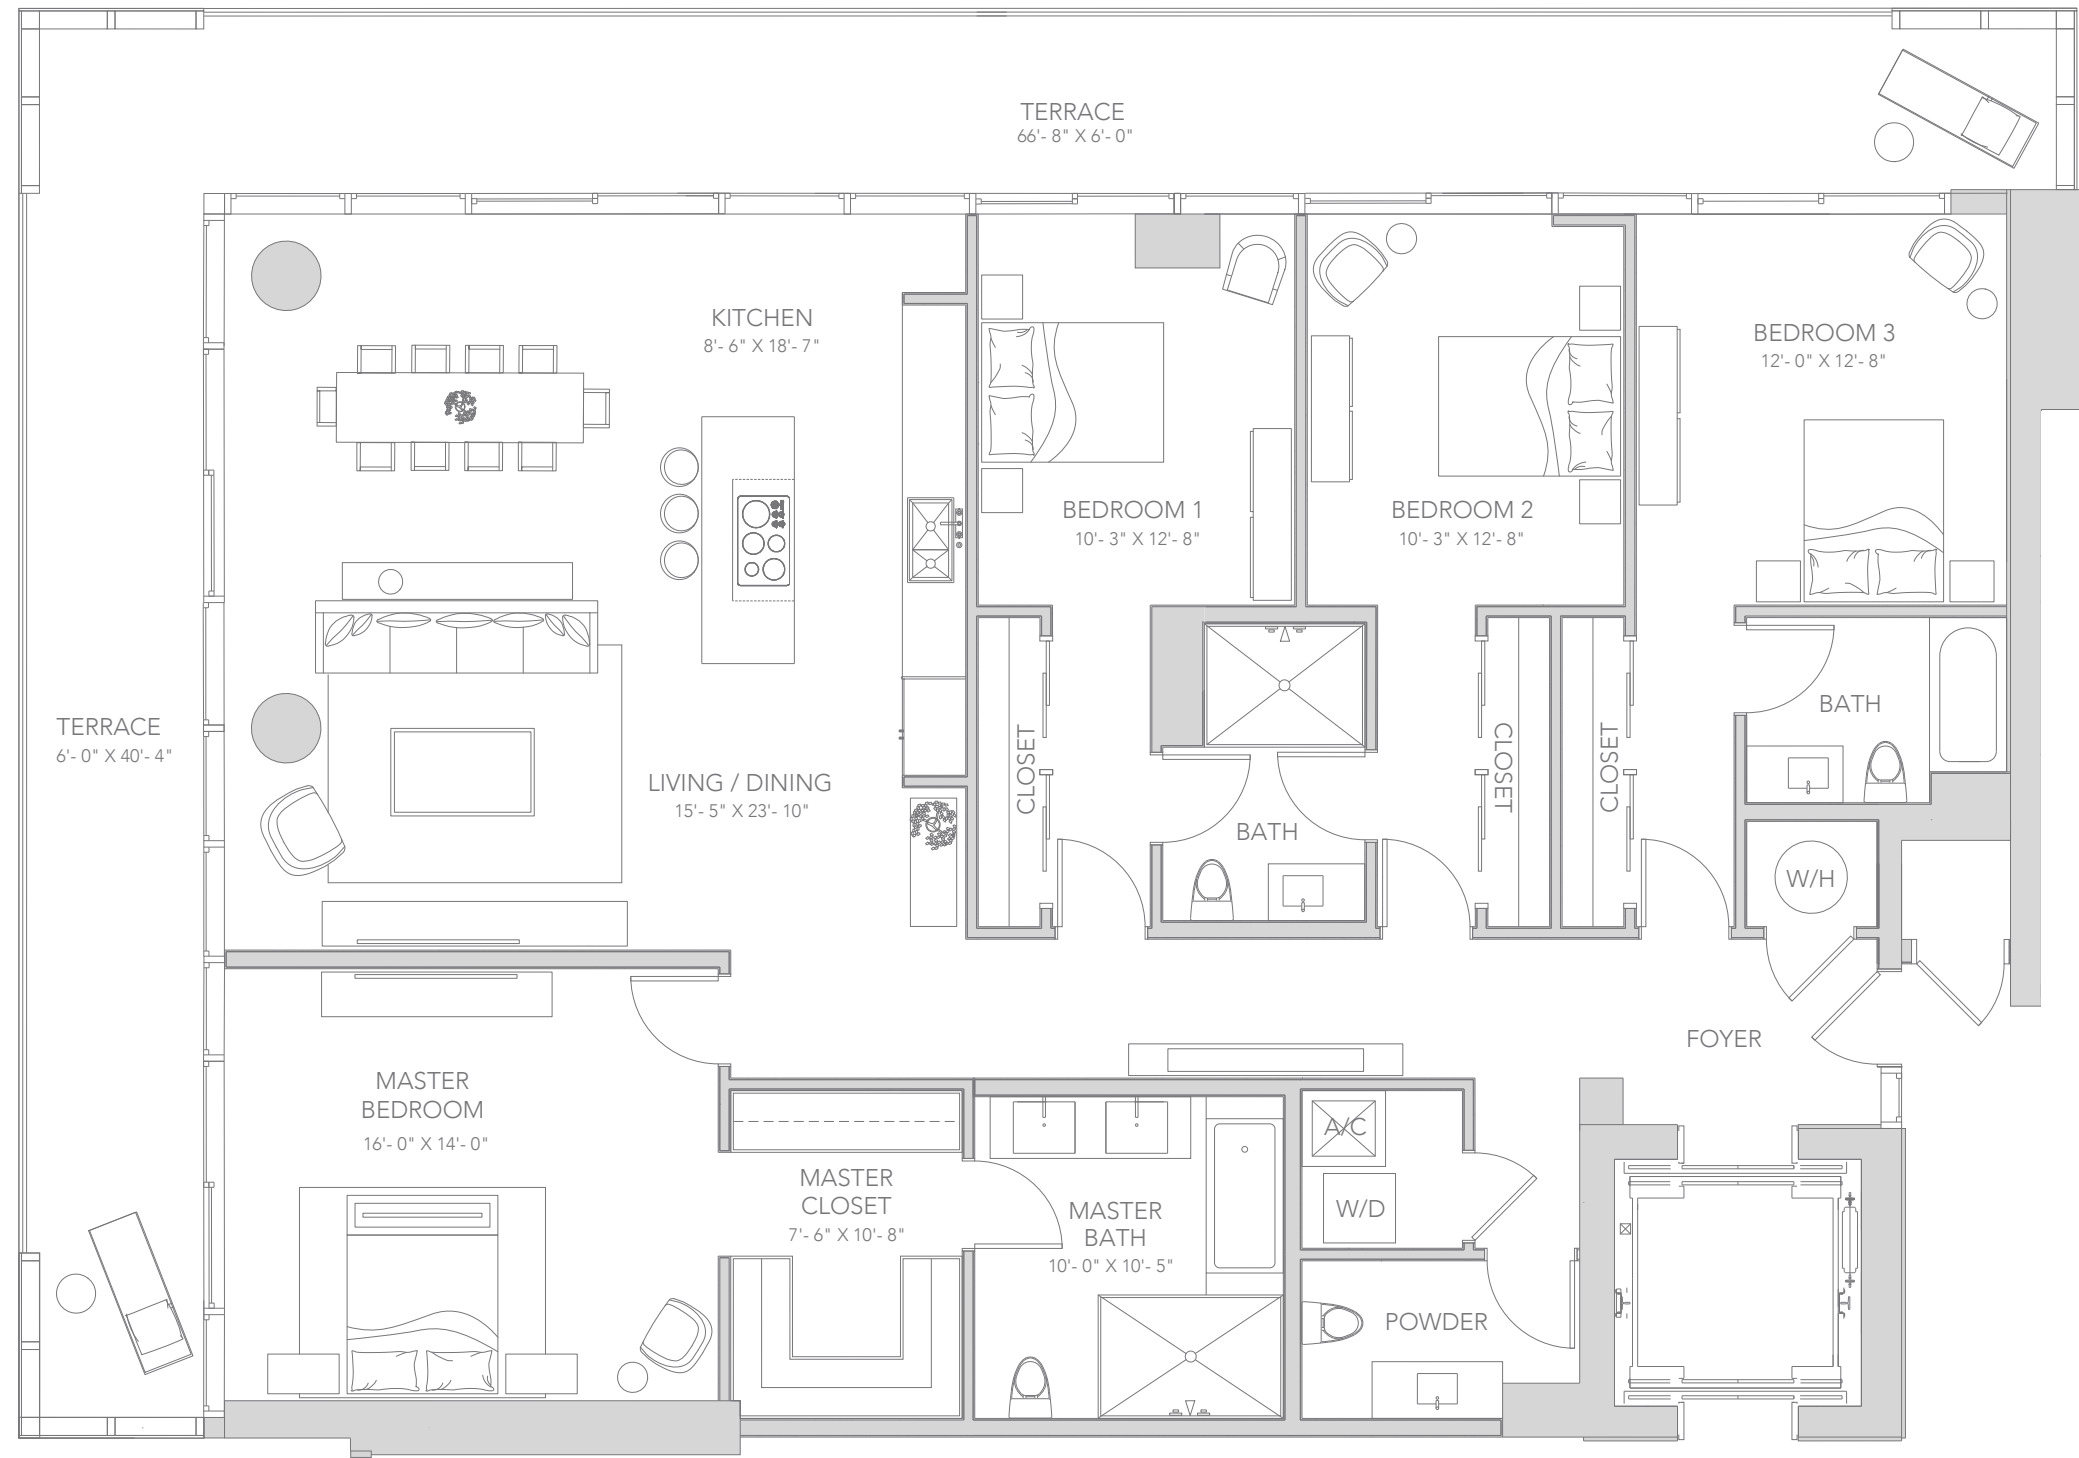 TERRACE
66'- 8" X 6'- 0"
KITCHEN
8'- 6" X 18'- 7"
BEDROOM 3
12'- 0" X 12'- 8"
BEDROOM 1
10'- 3" X 12'- 8"
BEDROOM 2
10'- 3" X 12'- 8"
TERRACE
6'- 0" X 40'- 4"
LIVING / DINING
15'- 5" X 23'- 10"
CLOSET
BATH
CLOSET
CLOSET
BATH
W/H
FOYER
MASTER
BEDROOM
16'- 0" X 14'- 0"
MASTER
CLOSET
7'- 6" X 10'- 8"
MASTER
BATH
10'- 0" X 10'- 5"
A/C
W/D
POWDER